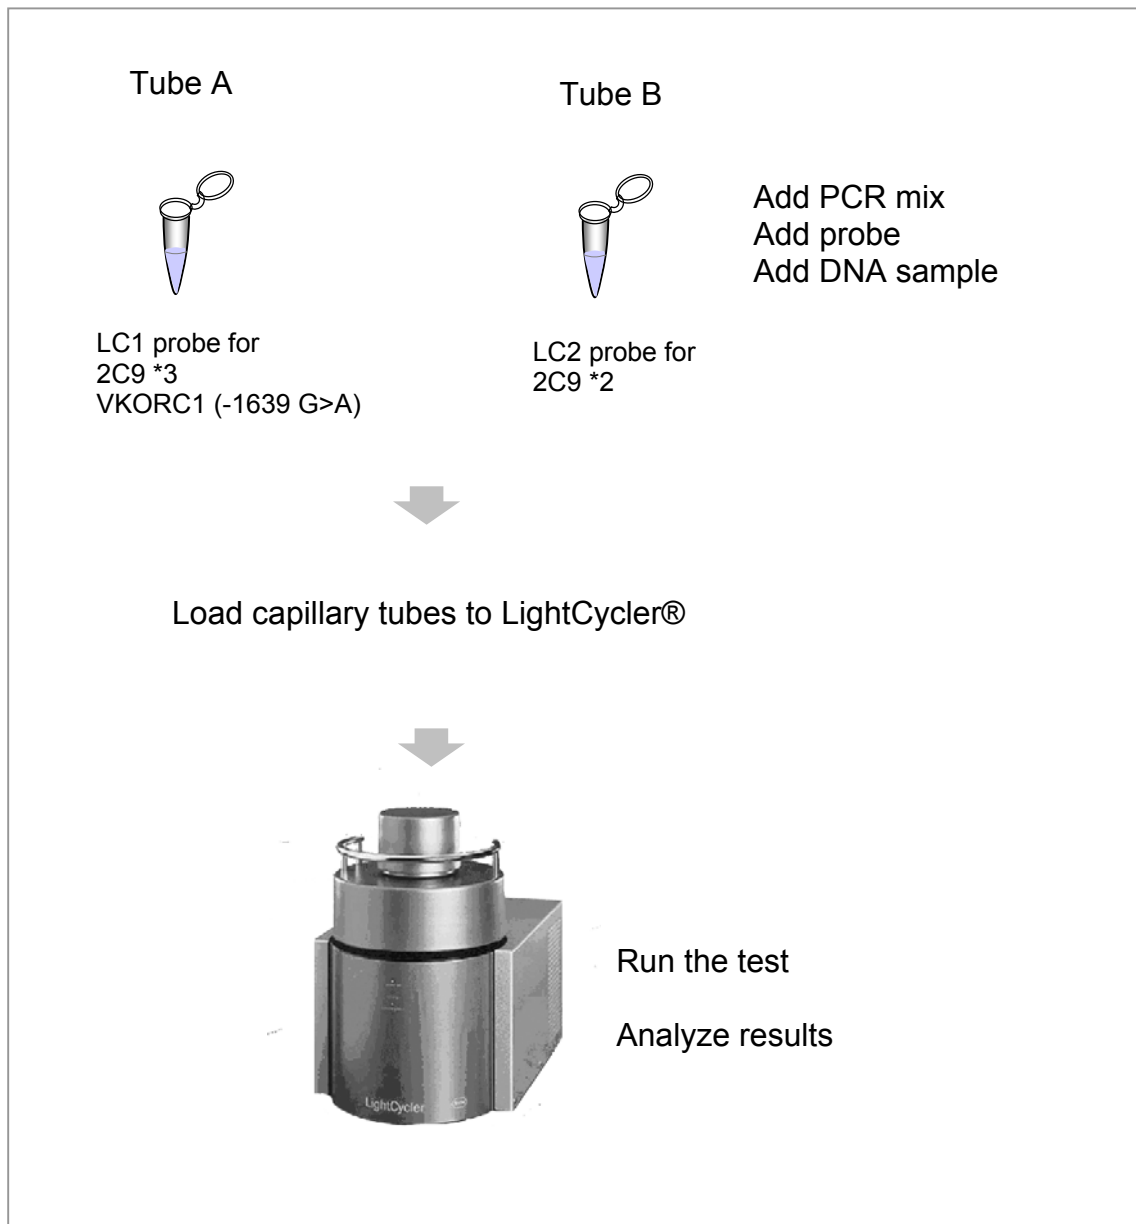 Tube A
Tube B
Add PCR mix
Add probe
Add DNA sample
LC1 probe for
2C9 *3
VKORC1 (-1639 G>A)
LC2 probe for
2C9 *2
Load capillary tubes to LightCycler®
Run the test
Analyze results
LightCycler